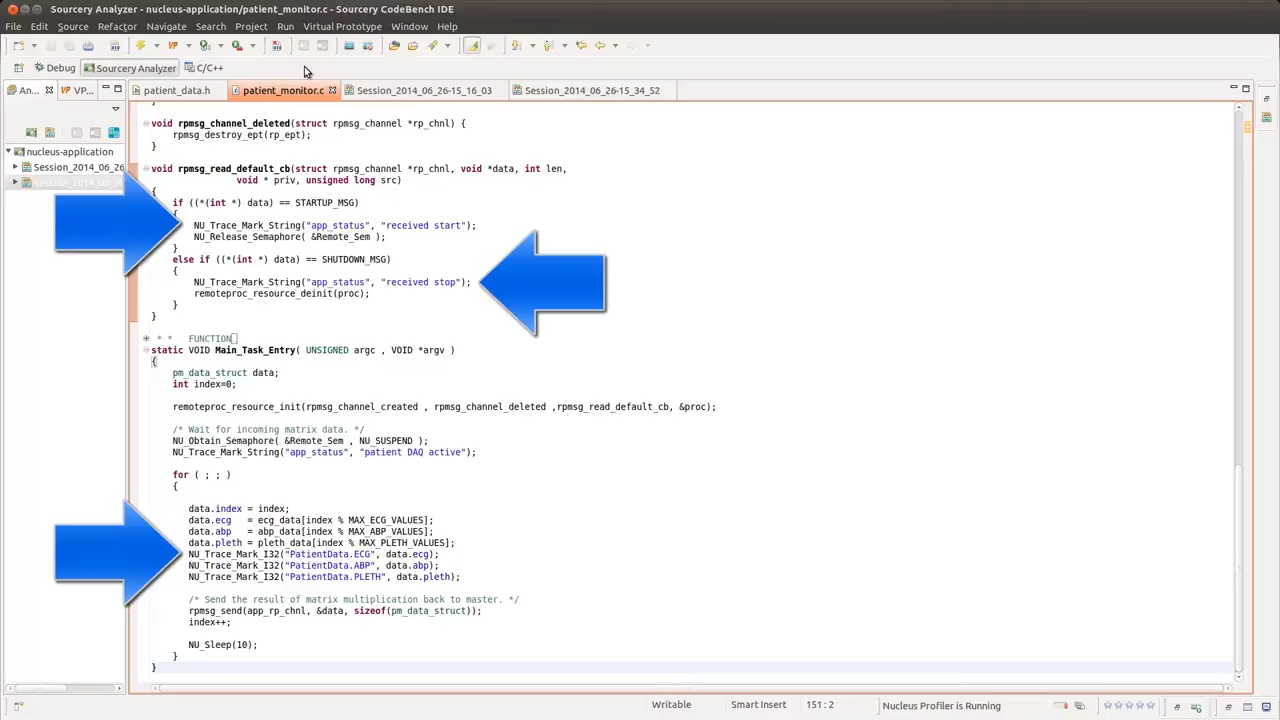 Sourcery Analyzer - nucleus-application/patient_monitor.c - Sourcery CodeBench IDE
File Edit Source Refactor Navigate Search Project Run Virtual Prototype Window Help
Debug Sourcery Analyzer C/C++
An... VP... patient_data.h patient_monitor.c Session_2014_06_26-15_16_03 Session_2014_06_26-15_34_52
nucleus-application
Session_2014_06_26
}
void rpmsg_channel_deleted(struct rpmsg_channel *rp_chnl) {
rpmsg_destroy_ept(rp_ept);
}
void rpmsg_read_default_cb(struct rpmsg_channel *rp_chnl, void *data, int len,
void * priv, unsigned long src)
{
if ((*(int *) data) == STARTUP_MSG)
{
NU_Trace_Mark_String("app_status", "received start");
NU_Release_Semaphore( &Remote_Sem );
}
else if ((*(int *) data) == SHUTDOWN_MSG)
{
NU_Trace_Mark_String("app_status", "received stop");
remoteproc_resource_deinit(proc);
}
}
* * FUNCTION
static VOID Main_Task_Entry( UNSIGNED argc , VOID *argv )
{
pm_data_struct data;
int index=0;
remoteproc_resource_init(rpmsg_channel_created , rpmsg_channel_deleted ,rpmsg_read_default_cb, &proc);
/* Wait for incoming matrix data. */
NU_Obtain_Semaphore( &Remote_Sem , NU_SUSPEND );
NU_Trace_Mark_String("app_status", "patient DAQ active");
for ( ; ; )
{
data.index = index;
data.ecg = ecg_data[index % MAX_ECG_VALUES];
data.abp = abp_data[index % MAX_ABP_VALUES];
data.pleth = pleth_data[index % MAX_PLETH_VALUES];
NU_Trace_Mark_I32("PatientData.ECG", data.ecg);
NU_Trace_Mark_I32("PatientData.ABP", data.abp);
NU_Trace_Mark_I32("PatientData.PLETH", data.pleth);
/* Send the result of matrix multiplication back to master. */
rpmsg_send(app_rp_chnl, &data, sizeof(pm_data_struct));
index++;
NU_Sleep(10);
}
}
Writable Smart Insert 151 : 2 Nucleus Profiler is Running